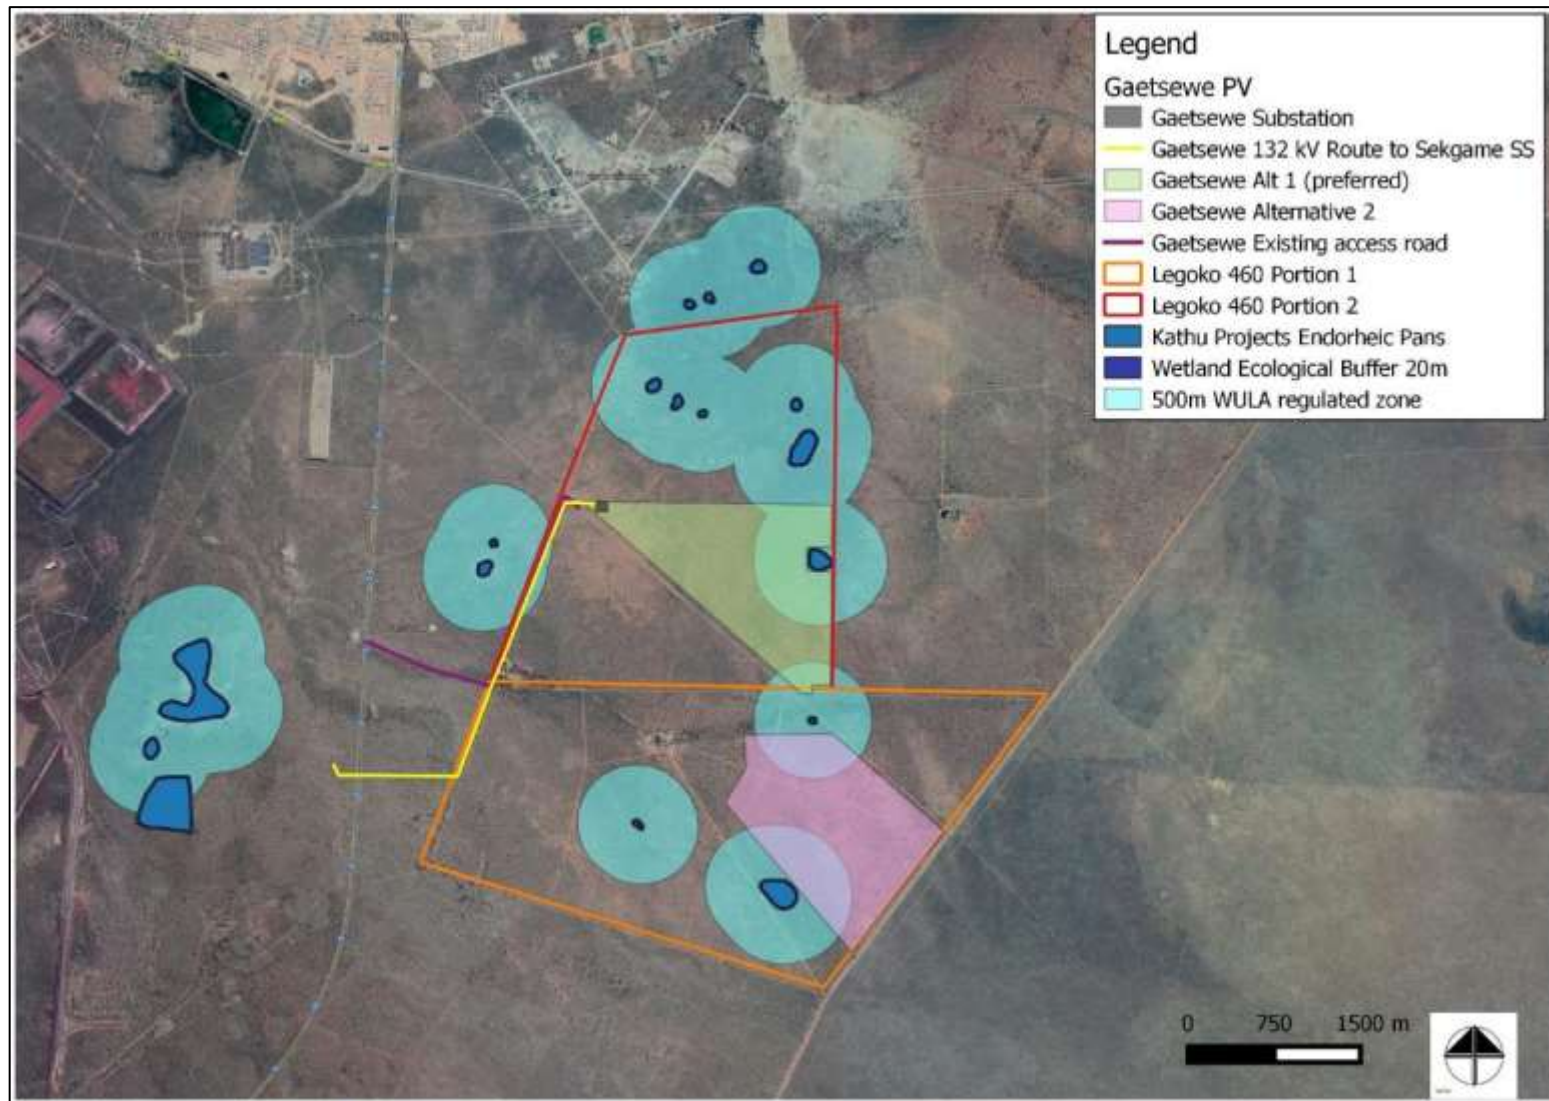 Legend
Gaetsewe PV
Gaetsewe Substation
Gaetsewe 132 kV Route to Sekgame SS
Gaetsewe Alt 1 (preferred)
Gaetsewe Alternative 2
Gaetsewe Existing access road
Legoko 460 Portion 1
Legoko 460 Portion 2
Kathu Projects Endorheic Pans
Wetland Ecological Buffer 20m
500m WULA regulated zone
0 750 1500 m